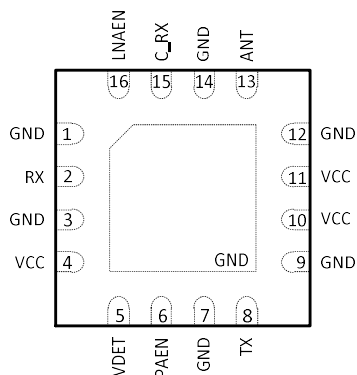 LNAEN C_RX GND ANT
16 15 14 13
GND 1 12 GND
RX 2 11 VCC
GND 3 10 VCC
VCC 4 9 GND
GND
5 6 7 8
VDET PAEN GND TX